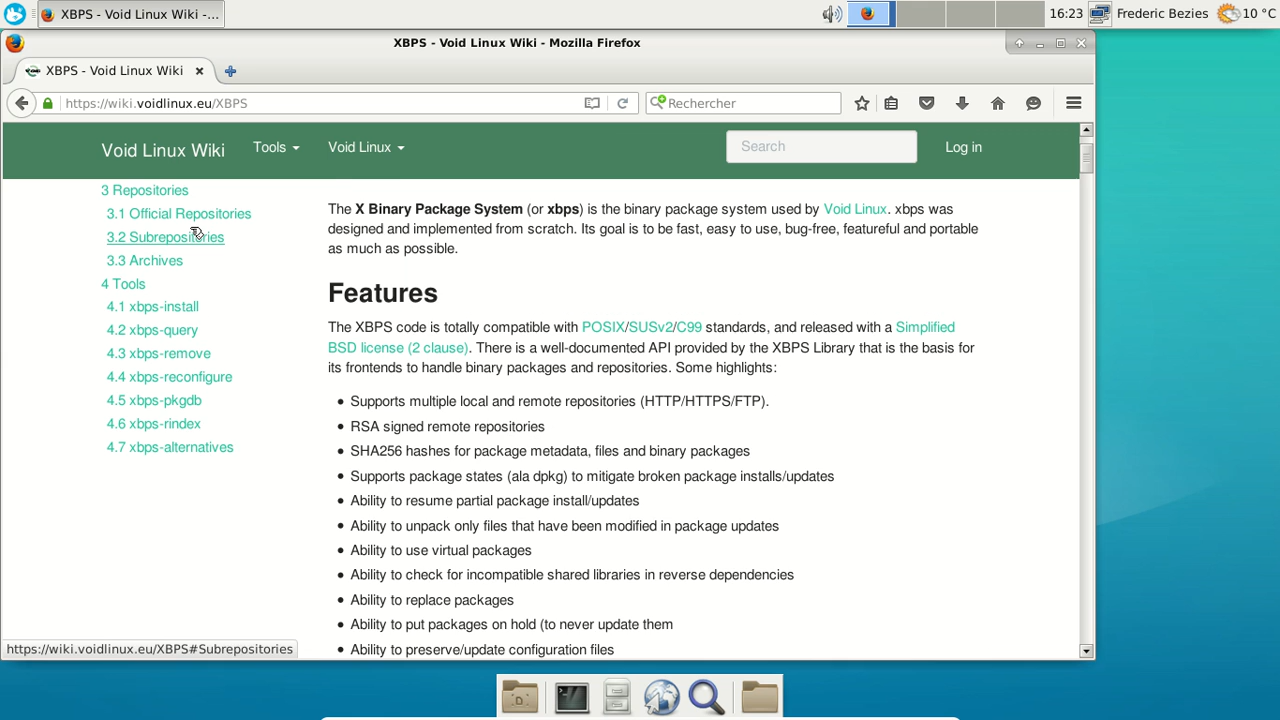 XBPS - Void Linux Wiki -...
16:23
Frederic Bezies
10 °C
XBPS - Void Linux Wiki - Mozilla Firefox
XBPS - Void Linux Wiki
https://wiki.voidlinux.eu/XBPS
Rechercher
Void Linux Wiki
Tools
Void Linux
Search
Log in
3 Repositories
3.1 Official Repositories
3.2 Subrepositories
3.3 Archives
4 Tools
4.1 xbps-install
4.2 xbps-query
4.3 xbps-remove
4.4 xbps-reconfigure
4.5 xbps-pkgdb
4.6 xbps-rindex
4.7 xbps-alternatives
The X Binary Package System (or xbps) is the binary package system used by Void Linux. xbps was
designed and implemented from scratch. Its goal is to be fast, easy to use, bug-free, featureful and portable
as much as possible.
Features
The XBPS code is totally compatible with POSIX/SUSv2/C99 standards, and released with a Simplified
BSD license (2 clause). There is a well-documented API provided by the XBPS Library that is the basis for
its frontends to handle binary packages and repositories. Some highlights:
• Supports multiple local and remote repositories (HTTP/HTTPS/FTP).
• RSA signed remote repositories
• SHA256 hashes for package metadata, files and binary packages
• Supports package states (ala dpkg) to mitigate broken package installs/updates
• Ability to resume partial package install/updates
• Ability to unpack only files that have been modified in package updates
• Ability to use virtual packages
• Ability to check for incompatible shared libraries in reverse dependencies
• Ability to replace packages
• Ability to put packages on hold (to never update them
• Ability to preserve/update configuration files
https://wiki.voidlinux.eu/XBPS#Subrepositories
D